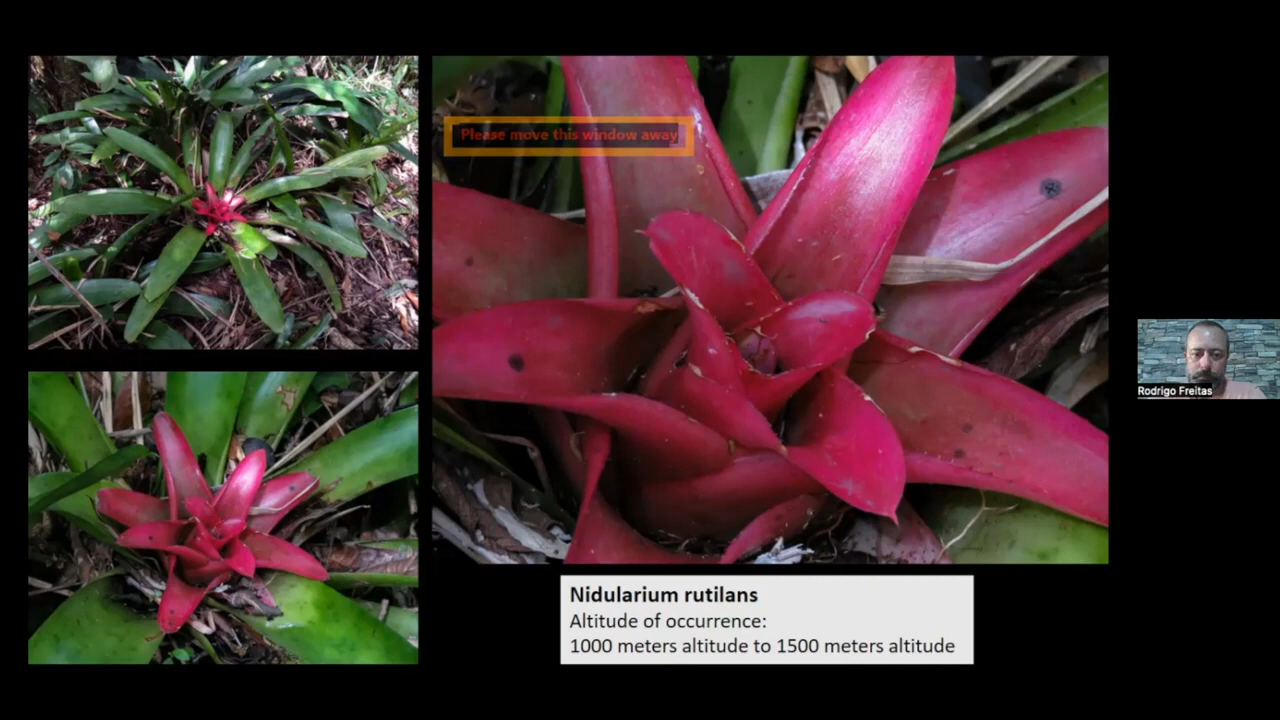 Please move this window away
Rodrigo Freitas
Nidularium rutilans
Altitude of occurrence:
1000 meters altitude to 1500 meters altitude